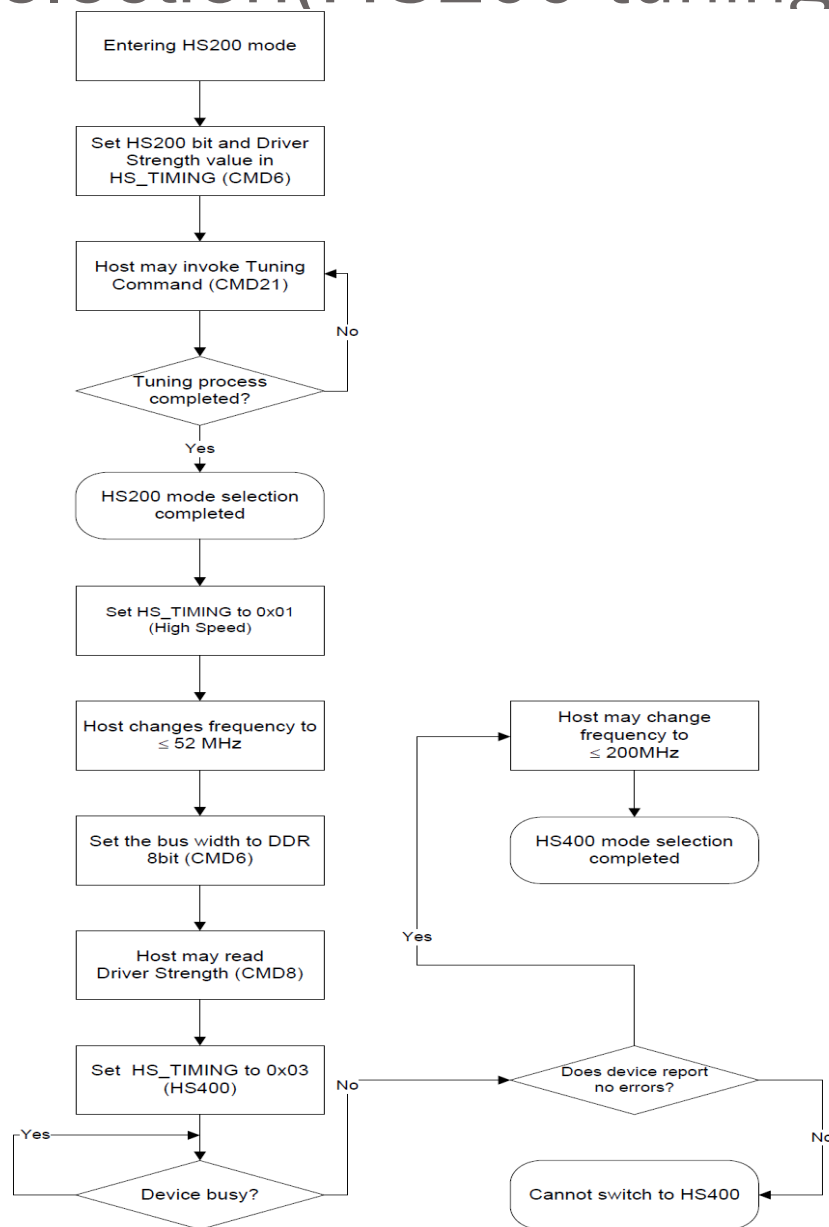 Entering HS200 mode
Set HS200 bit and Driver
Strength value in
HS_TIMING (CMD6)
Host may invoke Tuning
Command (CMD21)
No
Tuning process
completed?
Yes
HS200 mode selection
completed
Set HS_TIMING to 0x01
(High Speed)
Host changes frequency to
≤ 52 MHz
Set the bus width to DDR
8bit (CMD6)
Host may read
Driver Strength (CMD8)
Set HS_TIMING to 0x03
(HS400)
Yes
Device busy?
No
Host may change
frequency to
≤ 200MHz
HS400 mode selection
completed
Yes
Does device report
no errors?
No
Cannot switch to HS400